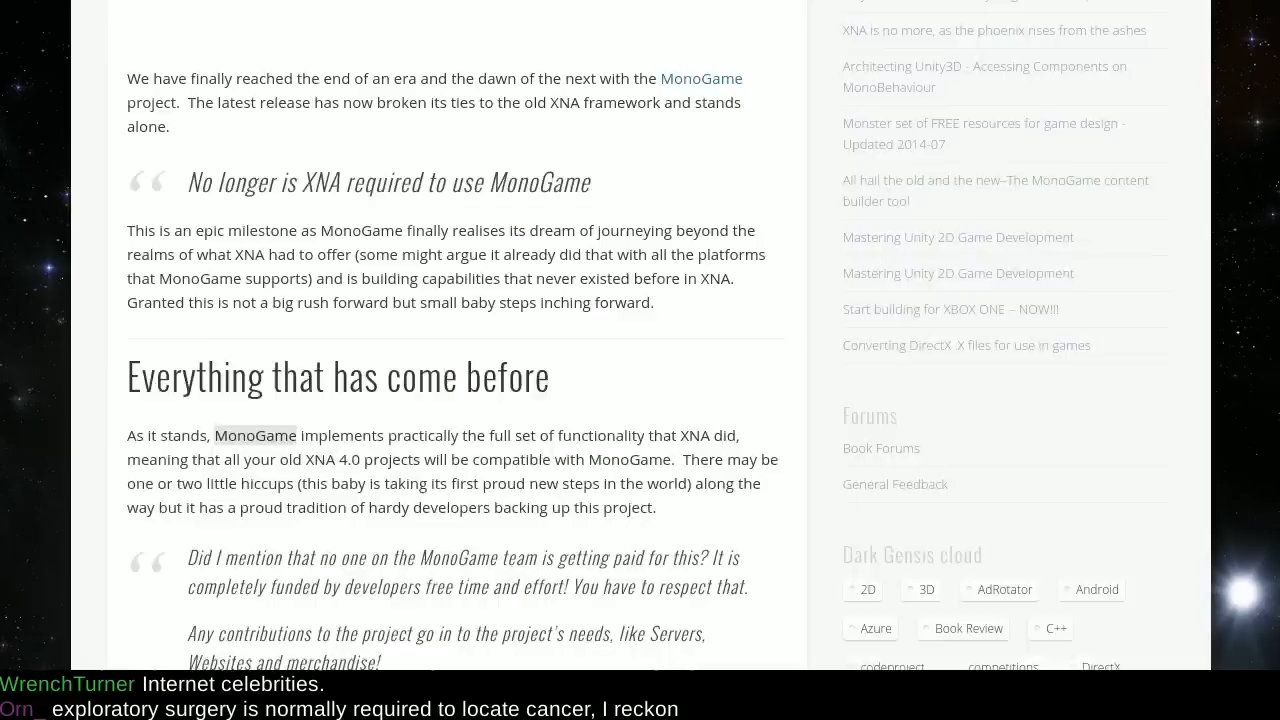 We have finally reached the end of an era and the dawn of the next with the MonoGame
project.  The latest release has now broken its ties to the old XNA framework and stands
alone.
“ No longer is XNA required to use MonoGame
This is an epic milestone as MonoGame finally realises its dream of journeying beyond the
realms of what XNA had to offer (some might argue it already did that with all the platforms
that MonoGame supports) and is building capabilities that never existed before in XNA.
Granted this is not a big rush forward but small baby steps inching forward.
Everything that has come before
As it stands, MonoGame implements practically the full set of functionality that XNA did,
meaning that all your old XNA 4.0 projects will be compatible with MonoGame.  There may be
one or two little hiccups (this baby is taking its first proud new steps in the world) along the
way but it has a proud tradition of hardy developers backing up this project.
“ Did I mention that no one on the MonoGame team is getting paid for this? It is
completely funded by developers free time and effort! You have to respect that.
Any contributions to the project go in to the project's needs, like Servers,
Websites and merchandise!
XNA is no more, as the phoenix rises from the ashes
Architecting Unity3D - Accessing Components on
MonoBehaviour
Monster set of FREE resources for game design -
Updated 2014-07
All hail the old and the new–The MonoGame content
builder tool
Mastering Unity 2D Game Development
Mastering Unity 2D Game Development
Start building for XBOX ONE – NOW!!!
Converting DirectX .X files for use in games
Forums
Book Forums
General Feedback
Dark Gensis cloud
2D 3D AdRotator Android
Azure Book Review C++
codeproject competitions DirectX
WrenchTurner Internet celebrities.
Orn_ exploratory surgery is normally required to locate cancer, I reckon